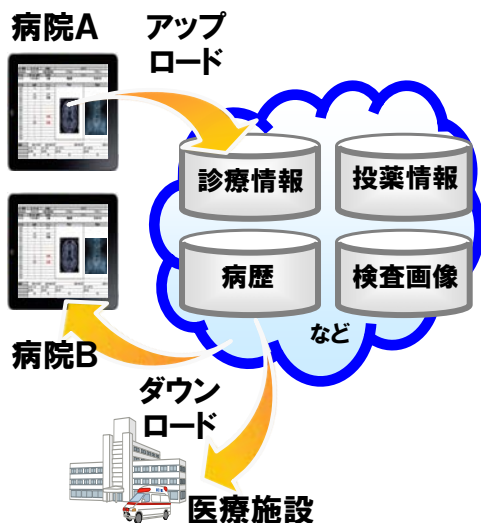 病院A
アップ
ロード
診療情報
投薬情報
病歴
検査画像
など
病院B
ダウン
ロード
医療施設